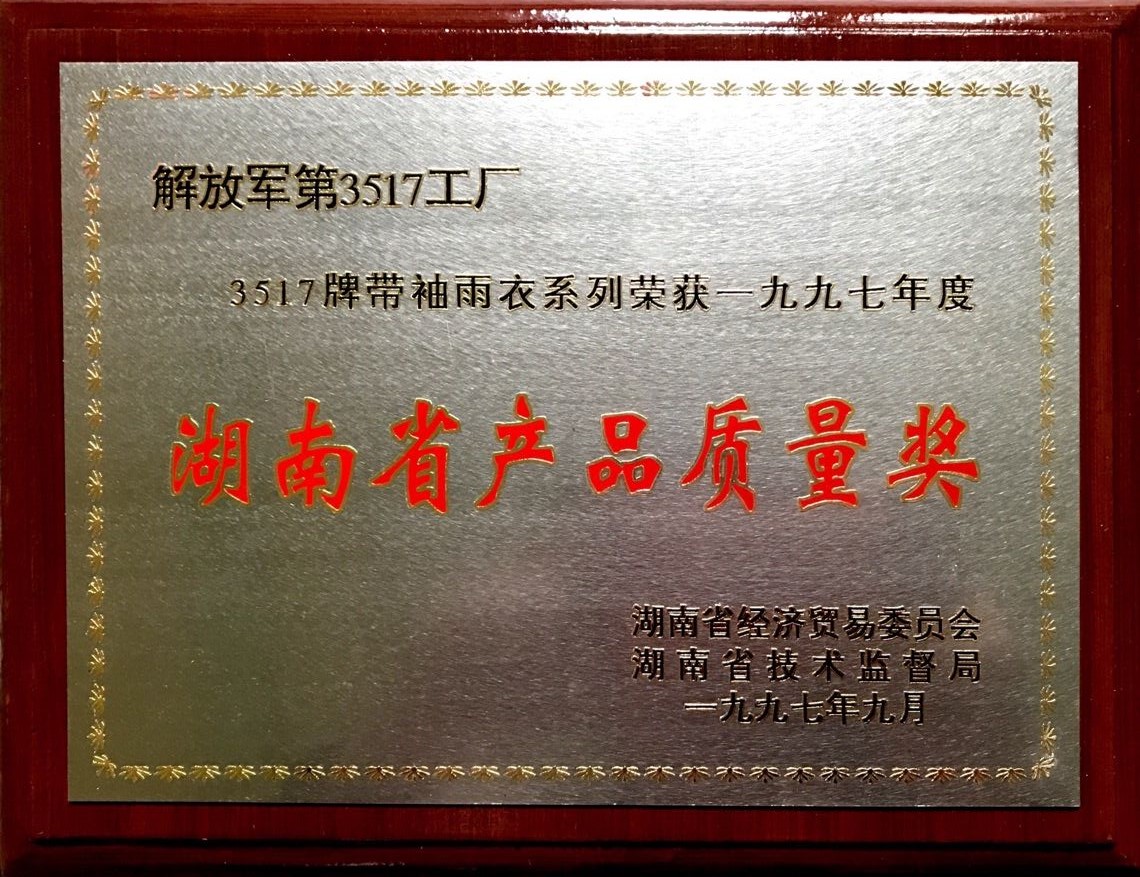 解放军第3517工厂
3517牌带袖雨衣系列荣获一九九七年度
湖南省产品质量奖
湖南省经济贸易委员会
湖南省技术监督局
一九九七年九月